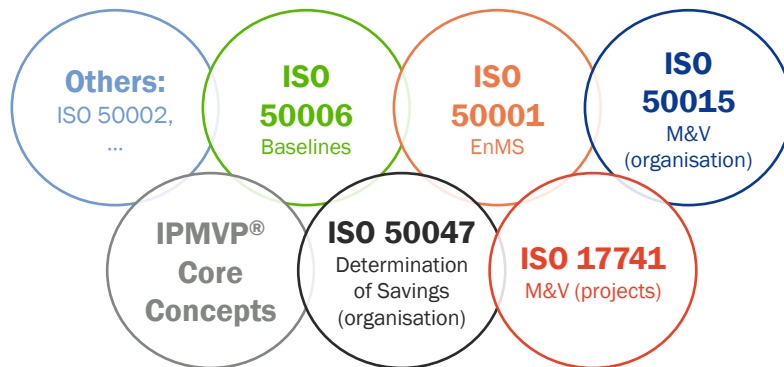 Others:
ISO 50002,
...
ISO
50006
Baselines
ISO
50001
EnMS
ISO
50015
M&V
(organisation)
IPMVP®
Core
Concepts
ISO 50047
Determination
of Savings
(organisation)
ISO 17741
M&V (projects)